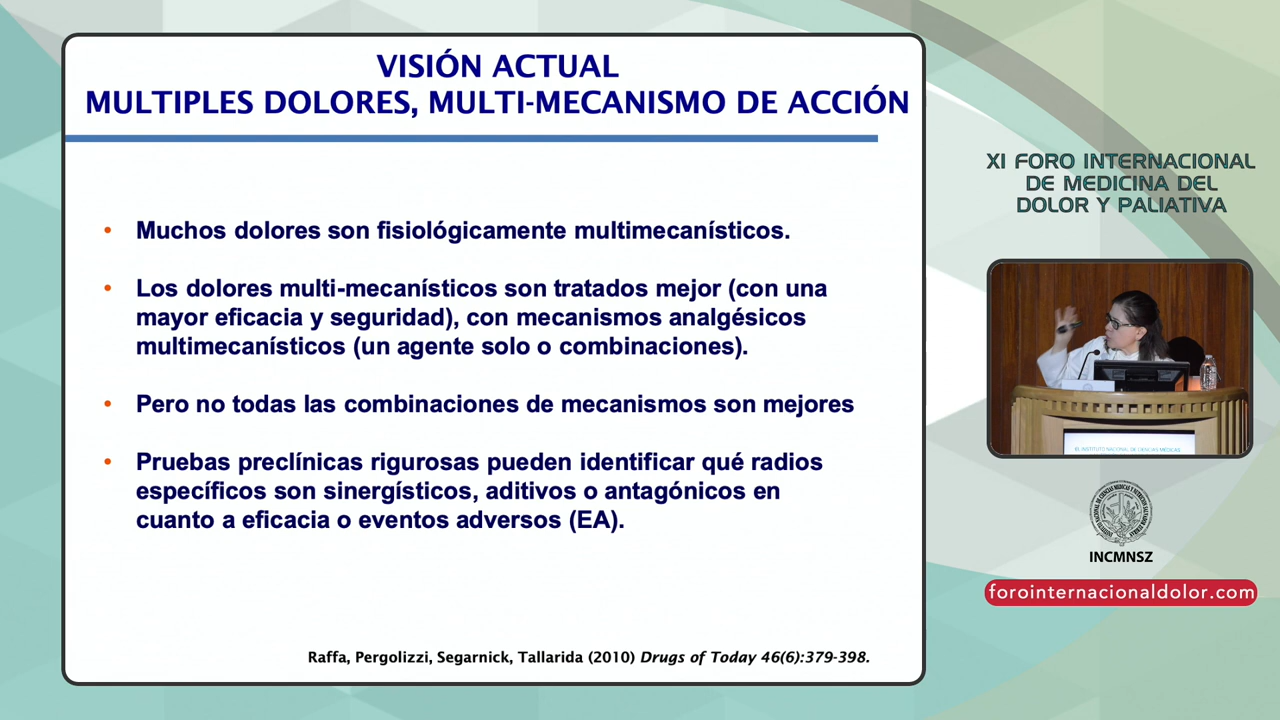 VISIÓN ACTUAL
MULTIPLES DOLORES, MULTI-MECANISMO DE ACCIÓN
• Muchos dolores son fisiológicamente multimecanísticos.
• Los dolores multi-mecanísticos son tratados mejor (con una
mayor eficacia y seguridad), con mecanismos analgésicos
multimecanísticos (un agente solo o combinaciones).
• Pero no todas las combinaciones de mecanismos son mejores
• Pruebas preclínicas rigurosas pueden identificar qué radios
específicos son sinergísticos, aditivos o antagónicos en
cuanto a eficacia o eventos adversos (EA).
Raffa, Pergolizzi, Segarnick, Tallarida (2010) Drugs of Today 46(6):379-398.
XI FORO INTERNACIONAL
DE MEDICINA DEL
DOLOR Y PALIATIVA
INCMNSZ
forointernacionaldolor.com